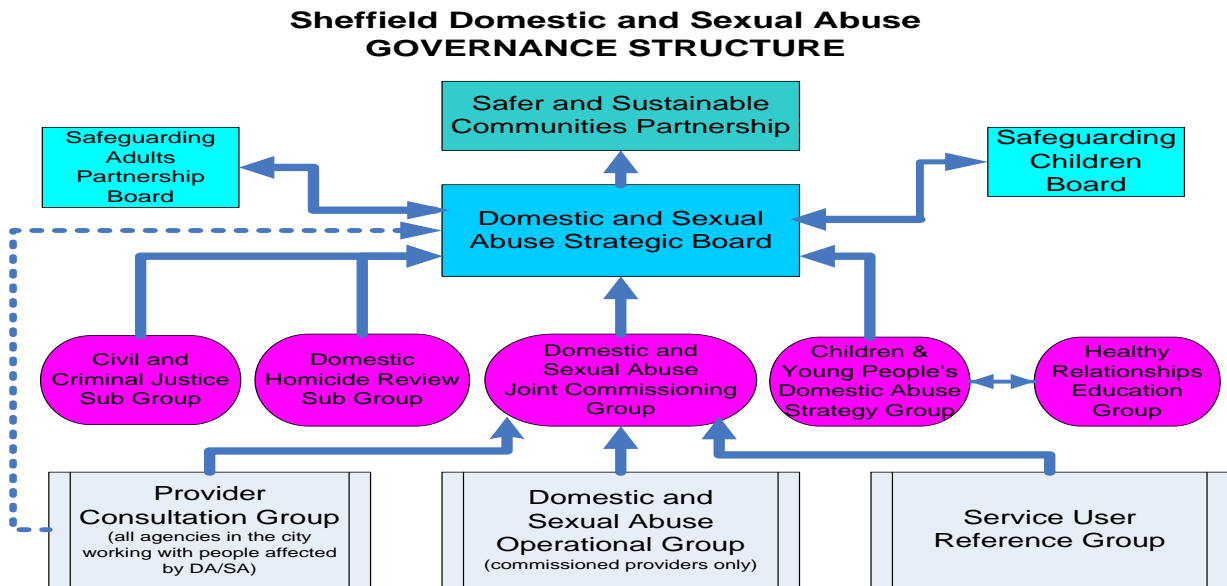 Sheffield Domestic and Sexual Abuse
GOVERNANCE STRUCTURE
Safer and Sustainable
Communities Partnership
Safeguarding
Adults
Partnership
Board
Safeguarding
Children
Board
Domestic and Sexual
Abuse Strategic Board
Civil and
Criminal Justice
Sub Group
Domestic
Homicide Review
Sub Group
Domestic and
Sexual Abuse
Joint Commissioning
Group
Children &
Young People’s
Domestic Abuse
Strategy Group
Healthy
Relationships
Education
Group
Provider
Consultation Group
(all agencies in the city
working with people affected
by DA/SA)
Domestic and
Sexual Abuse
Operational Group
(commissioned providers only)
Service User
Reference Group